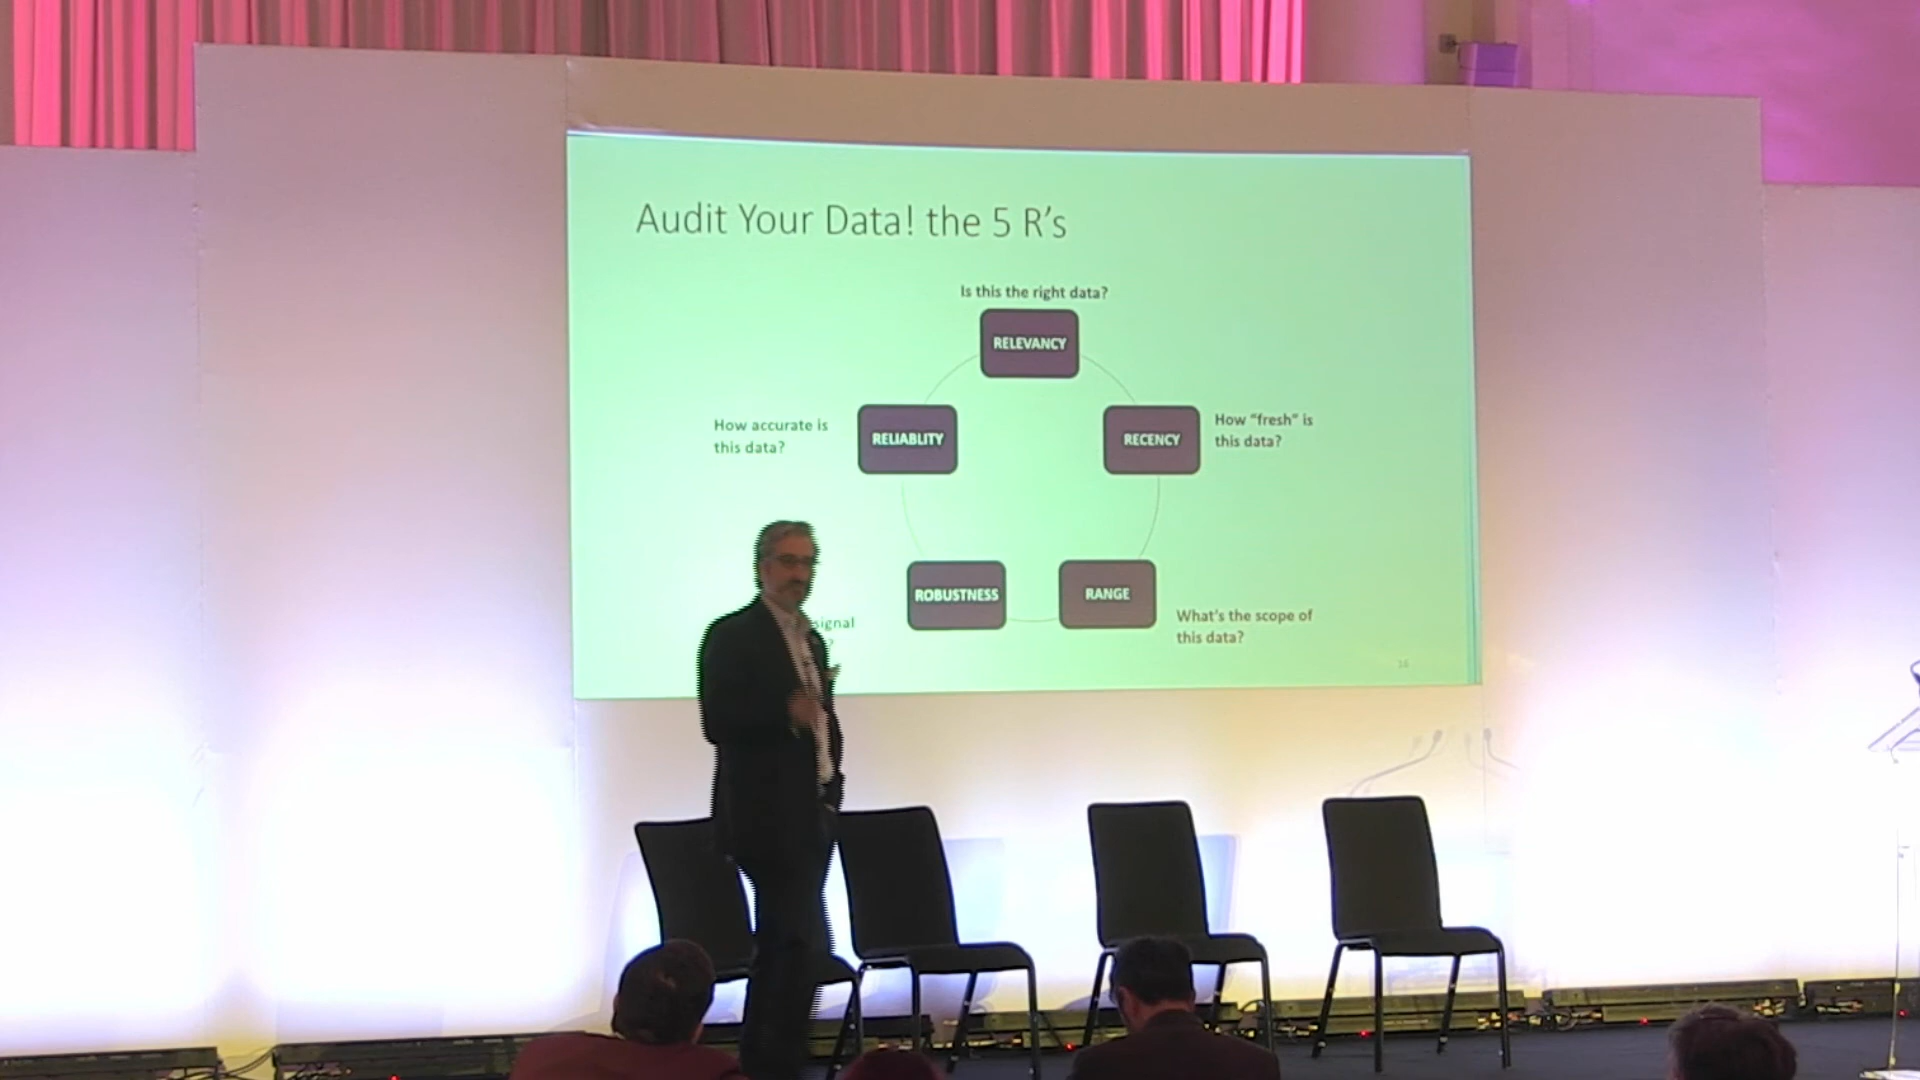 Audit Your Data! the 5 R's
Is this the right data?
RELEVANCY
How accurate is
this data?
RELIABLITY
RECENCY
How "fresh" is
this data?
ROBUSTNESS
RANGE
signal
?
What's the scope of
this data?
16